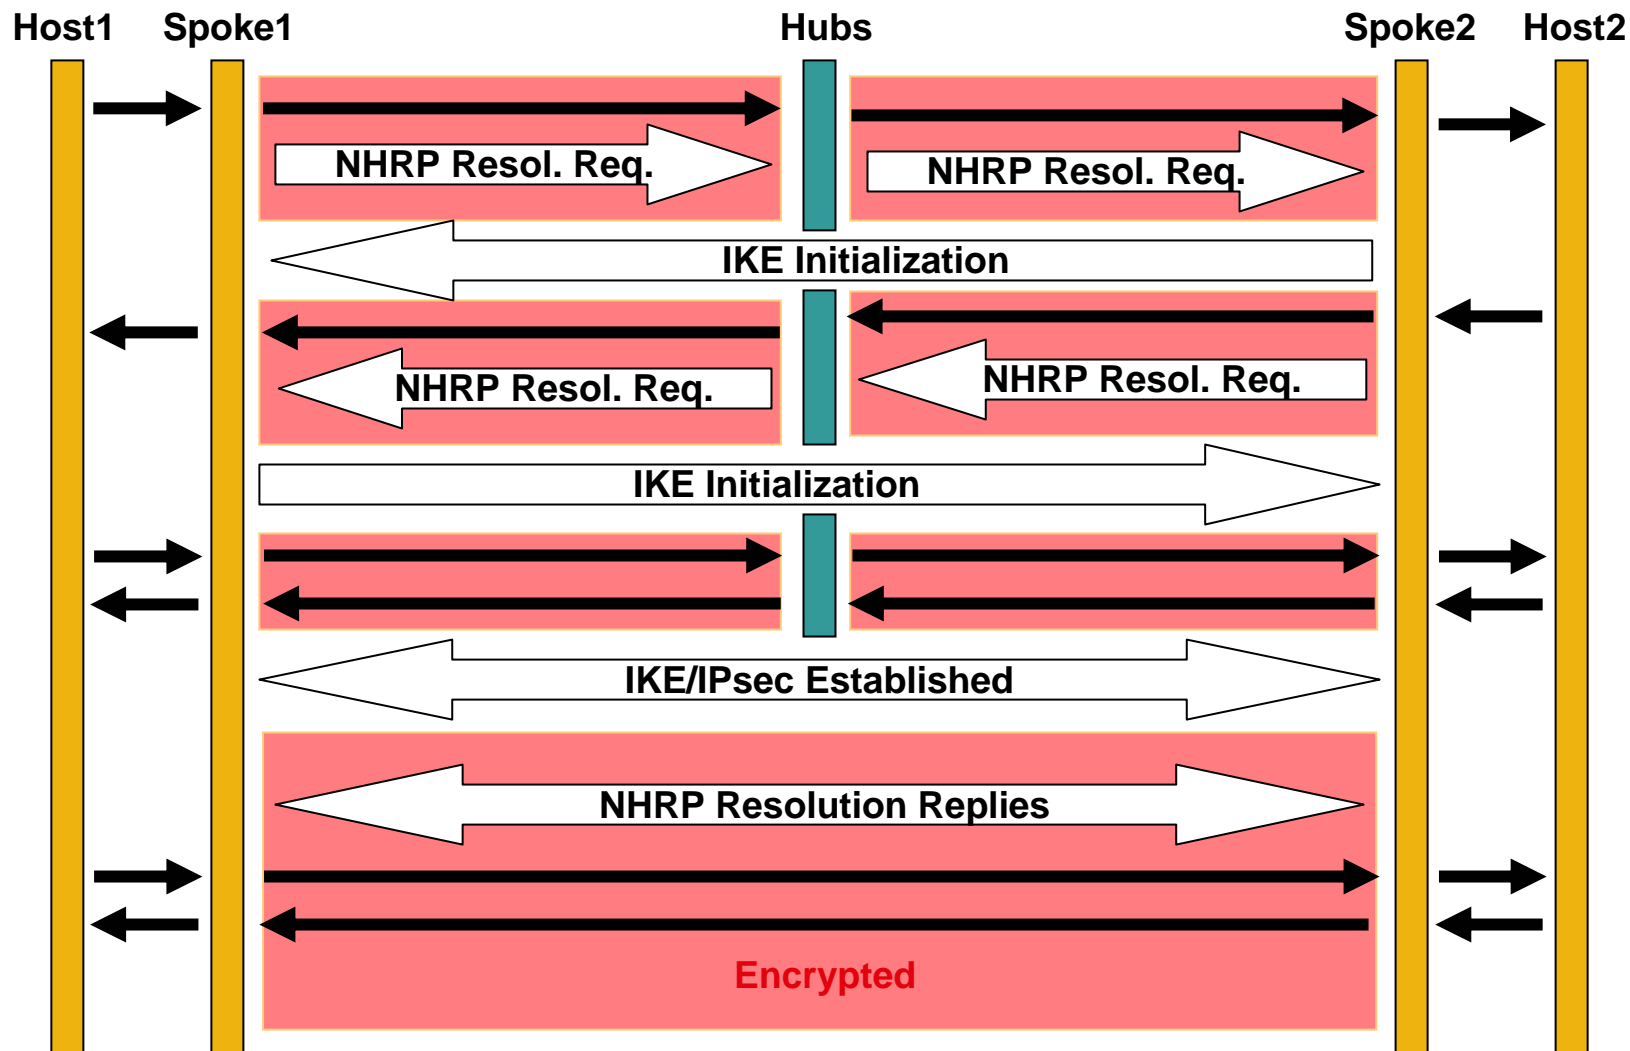 Host1 Spoke1 Hubs Spoke2 Host2
NHRP Resol. Req. NHRP Resol. Req.
IKE Initialization
NHRP Resol. Req. NHRP Resol. Req.
IKE Initialization
IKE/IPsec Established
NHRP Resolution Replies
Encrypted